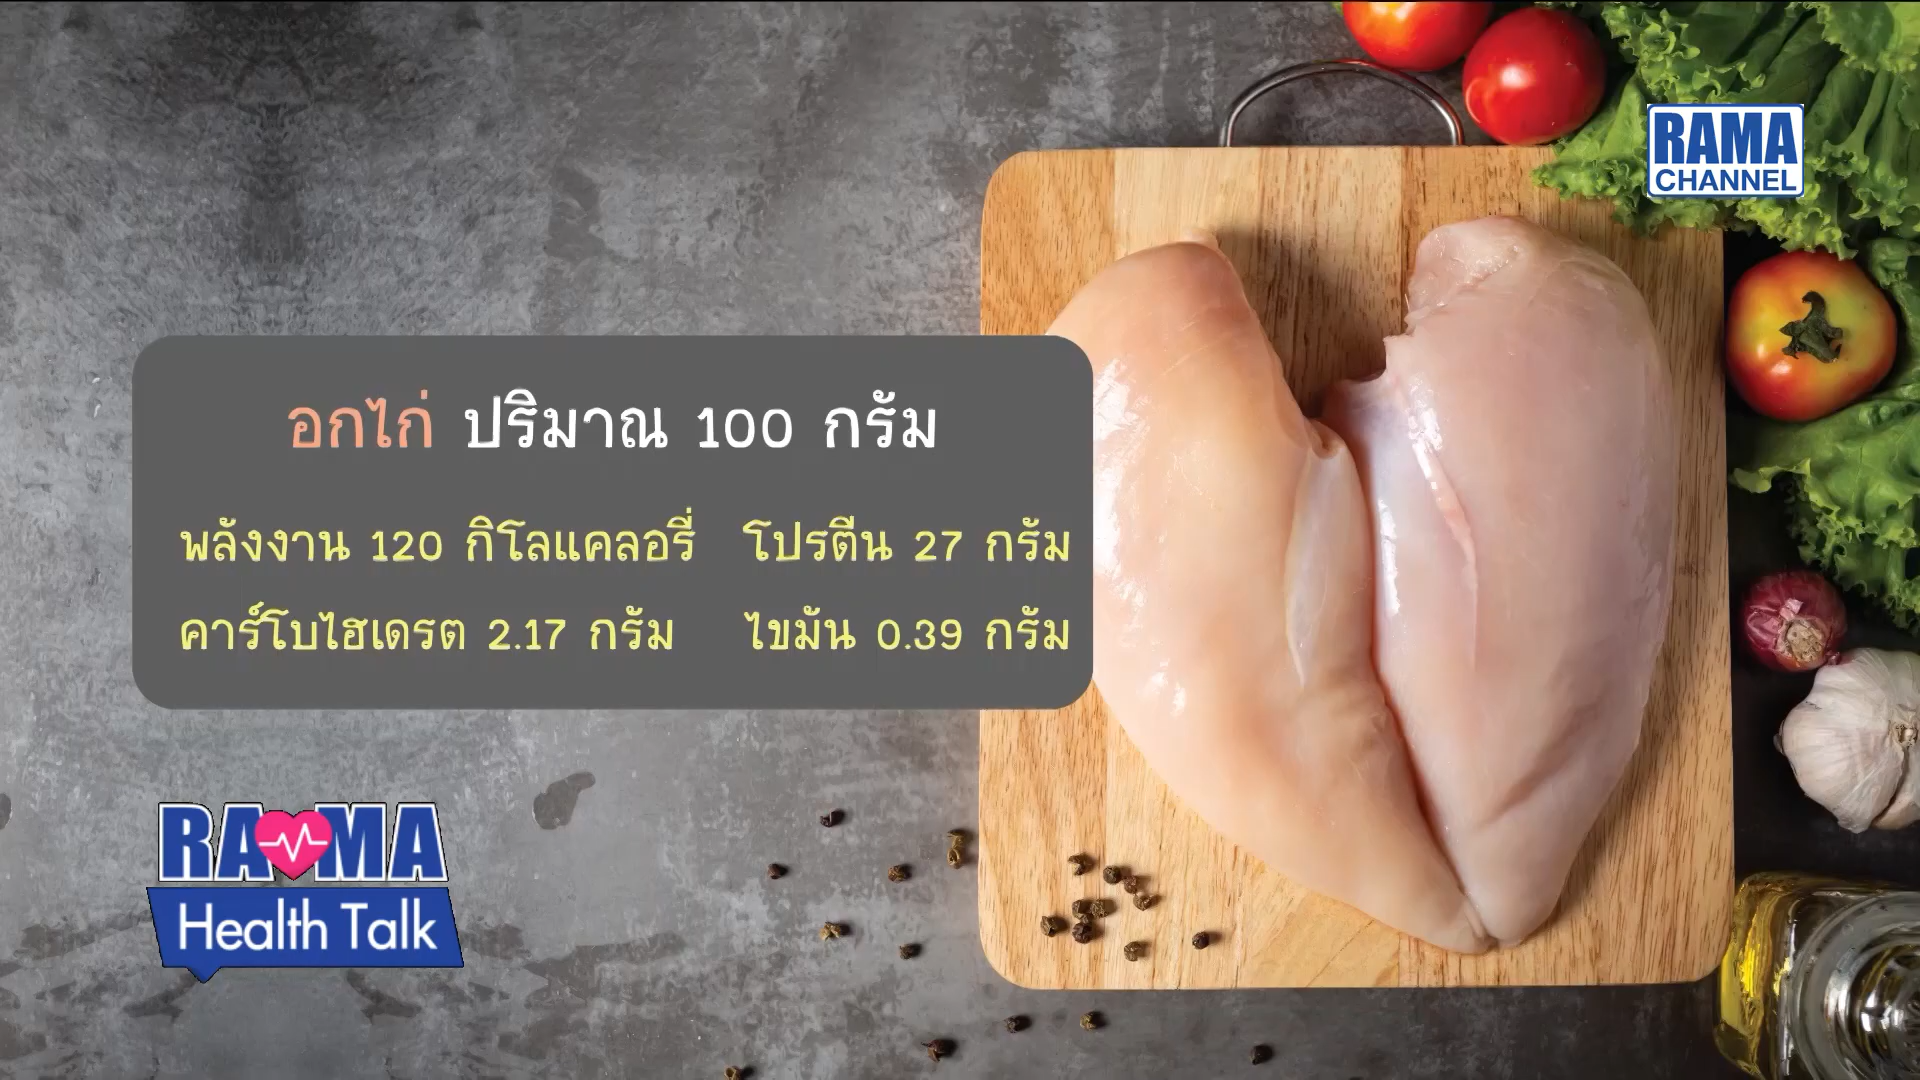 RAMA
CHANNEL
อกไก่ ปริมาณ 100 กรัม
พลังงาน 120 กิโลแคลอรี่ โปรตีน 27 กรัม
คาร์โบไฮเดรต 2.17 กรัม ไขมัน 0.39 กรัม
RAMA
Health Talk